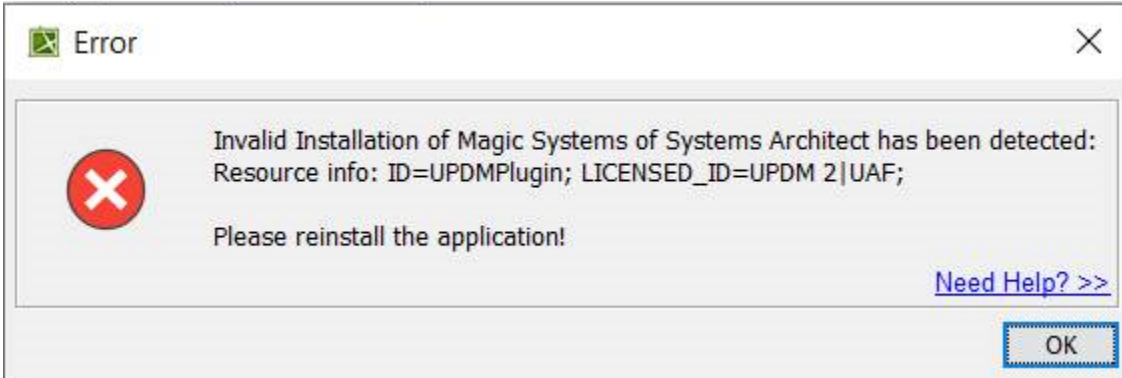 Error
Invalid Installation of Magic Systems of Systems Architect has been detected:
Resource info: ID=UPDMPlugin; LICENSED_ID=UPDM 2|UAF;
Please reinstall the application!
Need Help? >>
OK